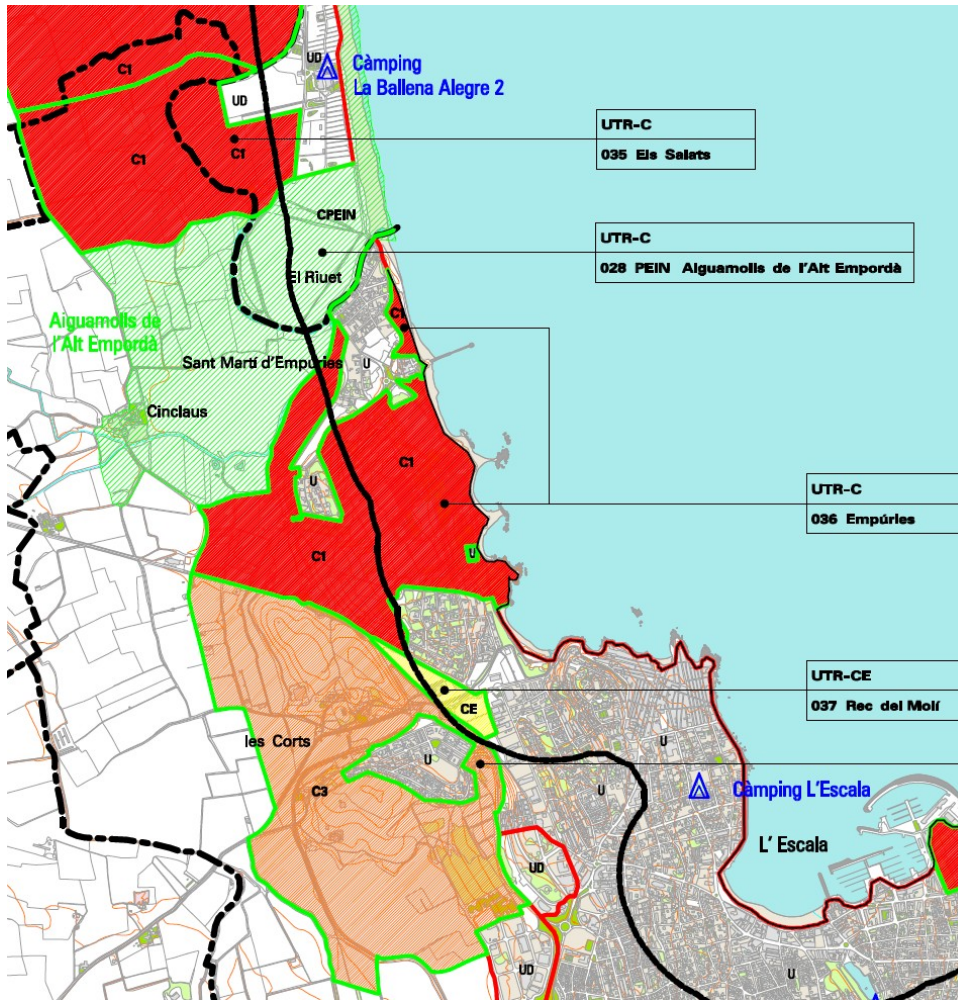 C1
UD
UD
Càmping
La Ballena Alegre 2
UTR-C
035 Els Salats
C1
C1
CPEIN
UTR-C
028 PEIN Aiguamolls de l'Alt Empordà
El Riuet
Aiguamolls de
l'Alt Empordà
C1
Sant Martí d'Empúries
U
Cinclaus
C1
U
UTR-C
036 Empúries
C1
U
UTR-CE
037 Rec del Molí
CE
les Corts
U
U
C3
U
Càmping L'Escala
L' Escala
UD
UD
U